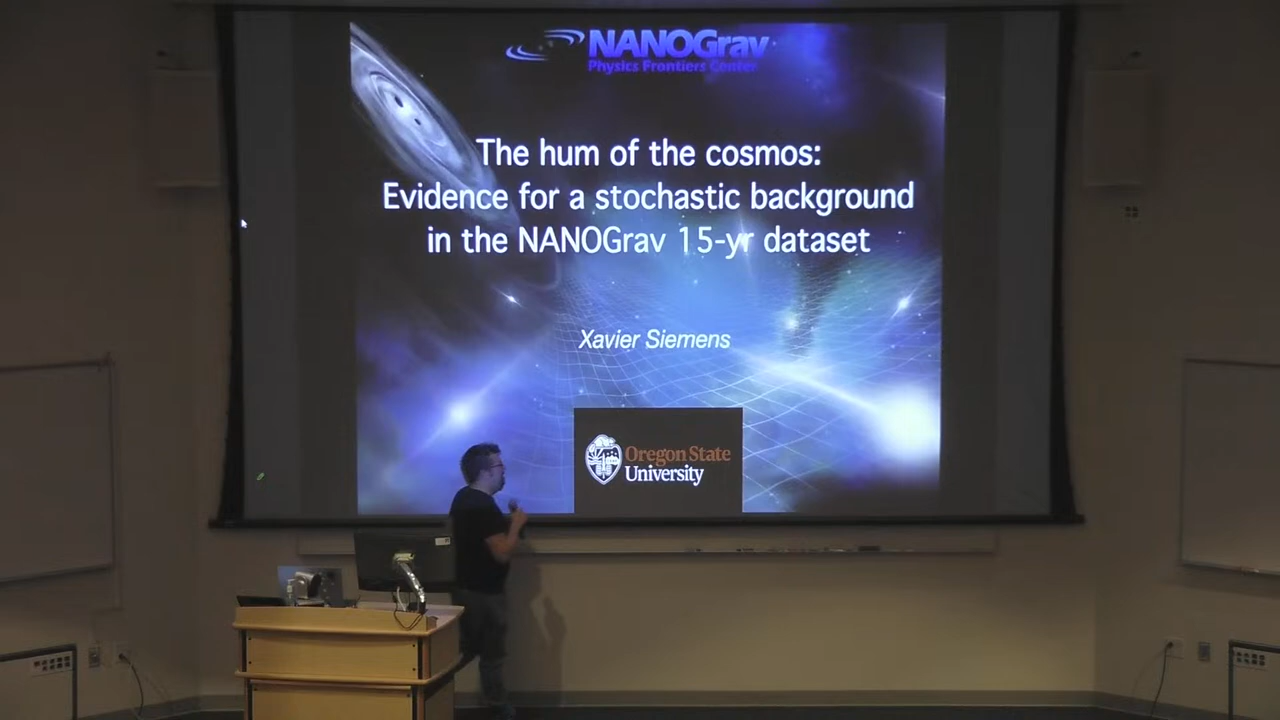 NANOGrav
Physics Frontiers Center
The hum of the cosmos:
Evidence for a stochastic background
in the NANOGrav 15-yr dataset
Xavier Siemens
Oregon State
University